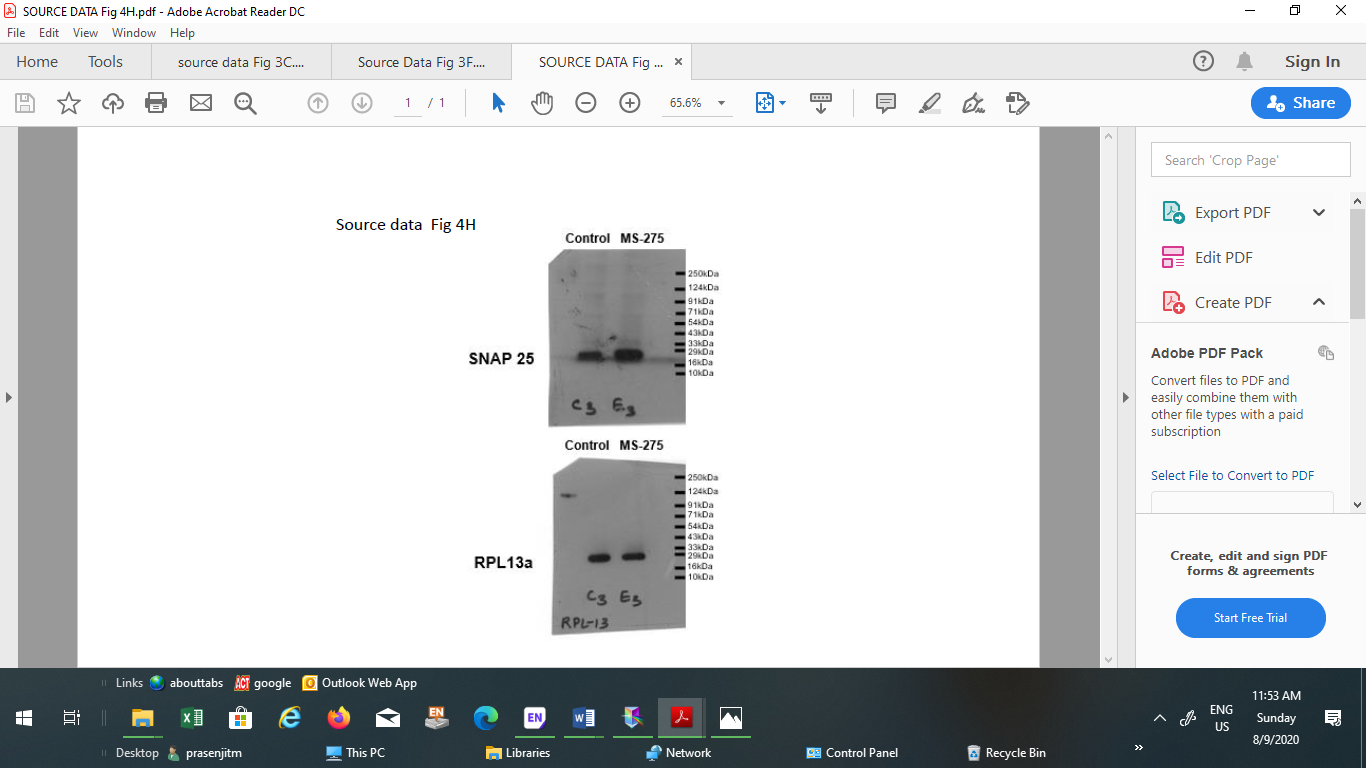 SOURCE DATA Fig 4H.pdf - Adobe Acrobat Reader DC
File Edit View Window Help
Home Tools source data Fig 3C.... Source Data Fig 3F.... SOURCE DATA Fig ... × Sign In
1 / 1 65.6% Share
Source data Fig 4H
Control MS-275
250kDa
124kDa
91kDa
71kDa
54kDa
43kDa
33kDa
29kDa
16kDa
10kDa
SNAP 25
C3 E3
Control MS-275
250kDa
124kDa
91kDa
71kDa
54kDa
43kDa
33kDa
29kDa
16kDa
10kDa
RPL13a
C3 E3
RPL-13
Search 'Crop Page'
Export PDF
Edit PDF
Create PDF
Adobe PDF Pack
Convert files to PDF and
easily combine them with
other file types with a paid
subscription
Select File to Convert to PDF
Create, edit and sign PDF
forms & agreements
Start Free Trial
Links abouttabs ACT google Outlook Web App
EN EN
ENG
US
11:53 AM
Sunday
8/9/2020
Desktop prasenjitm This PC Libraries Network Control Panel Recycle Bin »